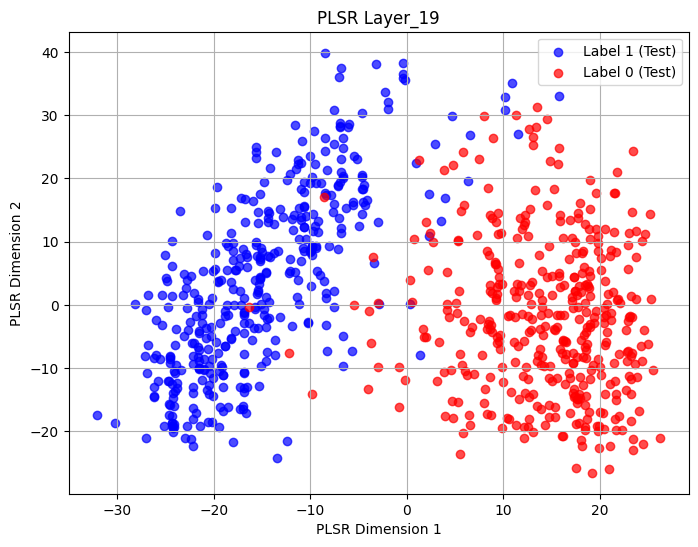 PLSR Layer_19
Label 1 (Test)
Label 0 (Test)
40
30
20
10
0
−10
−20
PLSR Dimension 2
−30
−20
−10
0
10
20
PLSR Dimension 1